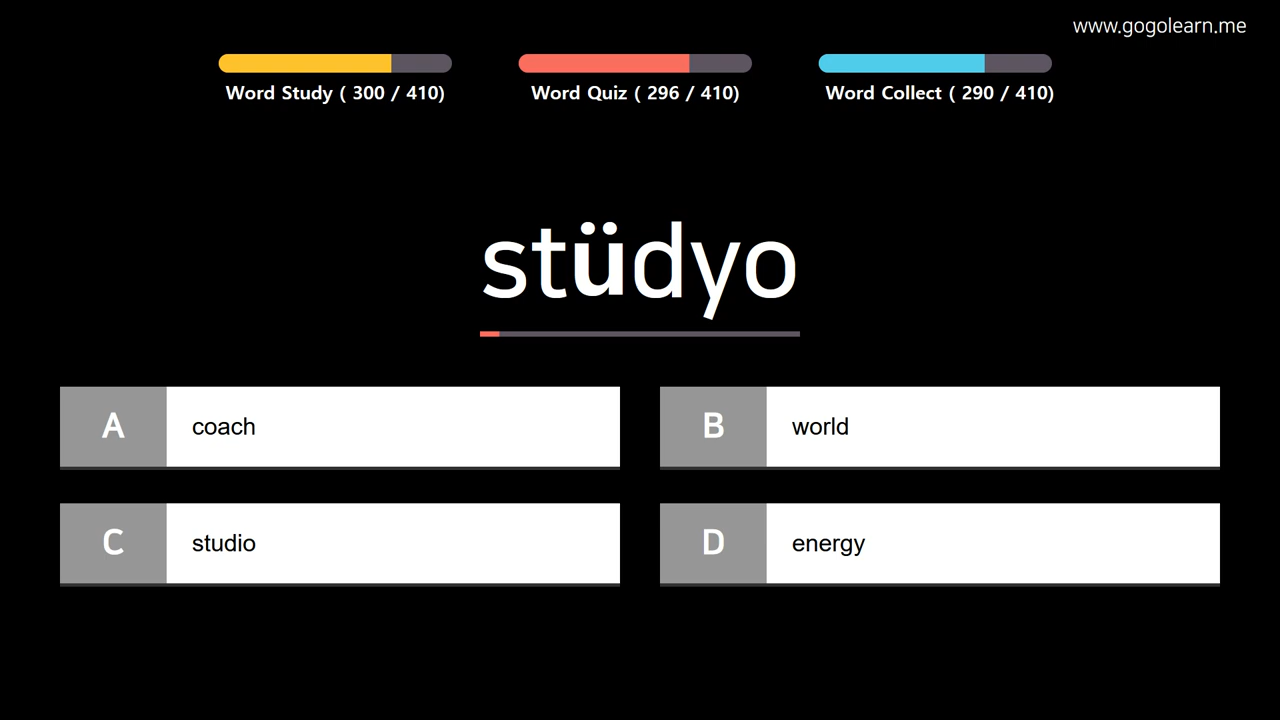 www.gogolearn.me
Word Study ( 300 / 410)
Word Quiz ( 296 / 410)
Word Collect ( 290 / 410)
stüdyo
A coach
B world
C studio
D energy